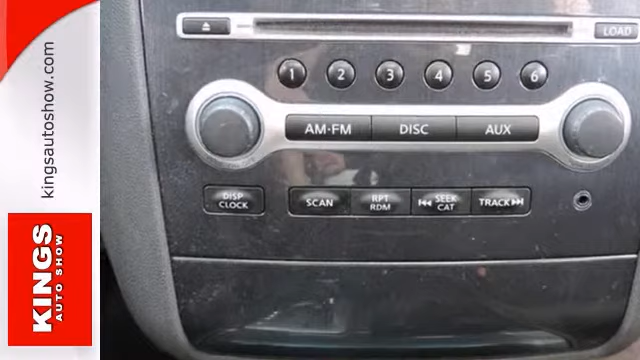 LOAD
1 2 3 4 5 6
AM·FM DISC AUX
DISP CLOCK
SCAN
RPT RDM
SEEK CAT
TRACK
kingsautoshow.com
KINGS
AUTO SHOW